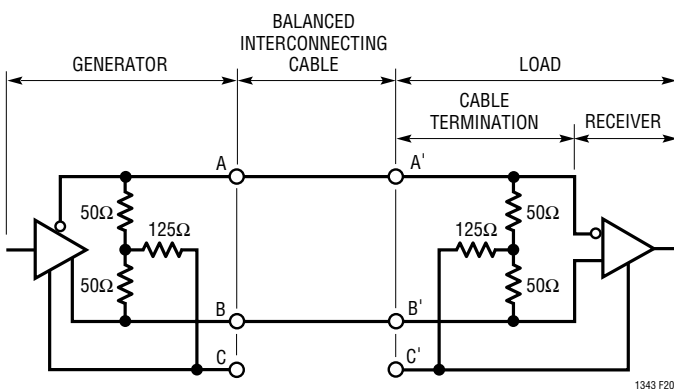 BALANCED
INTERCONNECTING
CABLE
GENERATOR
LOAD
CABLE
TERMINATION
RECEIVER
A
A'
50Ω
125Ω
50Ω
125Ω
50Ω
50Ω
B
B'
C
C'
1343 F20